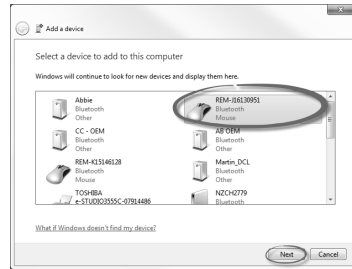 Add a device
Select a device to add to this computer
Windows will continue to look for new devices and display them here.
Abbie
Bluetooth
Other
REM-J16130951
Bluetooth
Mouse
CC - OEM
Bluetooth
Other
AB OEM
Bluetooth
Other
REM-K15146128
Bluetooth
Mouse
Martin_DCL
Bluetooth
Other
TOSHIBA
e-STUDIO3555C-07914486
NZCH2779
Bluetooth
What if Windows doesn't find my device?
Next
Cancel